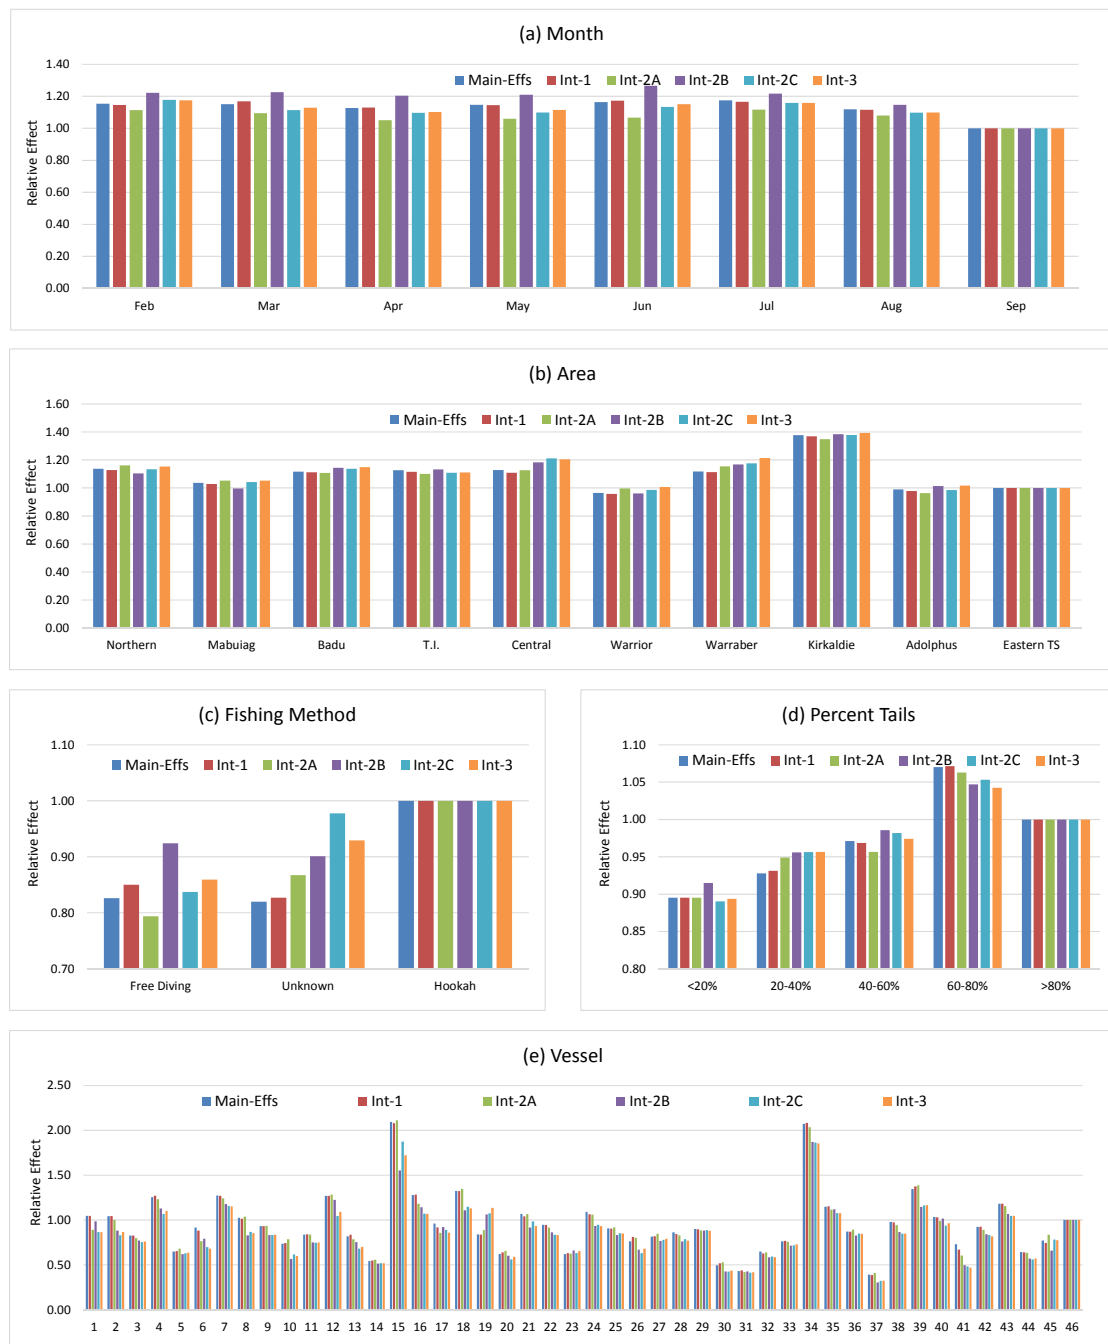 (a) Month
1.40
Main-Effs Int-1 Int-2A Int-2B Int-2C Int-3
1.20
1.00
0.80
0.60
0.40
0.20
0.00
Relative Effect
Feb Mar Apr May Jun Jul Aug Sep
(b) Area
1.60
Main-Effs Int-1 Int-2A Int-2B Int-2C Int-3
1.40
1.20
1.00
0.80
0.60
0.40
0.20
0.00
Relative Effect
Northern Mabuiag Badu T.I. Central Warrior Warraber Kirkaldie Adolphus Eastern TS
(c) Fishing Method
1.10
Main-Effs Int-1 Int-2A Int-2B Int-2C Int-3
1.00
0.90
0.80
0.70
Relative Effect
Free Diving Unknown Hookah
(d) Percent Tails
1.10
Main-Effs Int-1 Int-2A Int-2B Int-2C Int-3
1.05
1.00
0.95
0.90
0.85
0.80
Relative Effect
<20% 20-40% 40-60% 60-80% >80%
(e) Vessel
2.50
Main-Effs Int-1 Int-2A Int-2B Int-2C Int-3
2.00
1.50
1.00
0.50
0.00
Relative Effect
1 2 3 4 5 6 7 8 9 10 11 12 13 14 15 16 17 18 19 20 21 22 23 24 25 26 27 28 29 30 31 32 33 34 35 36 37 38 39 40 41 42 43 44 45 46